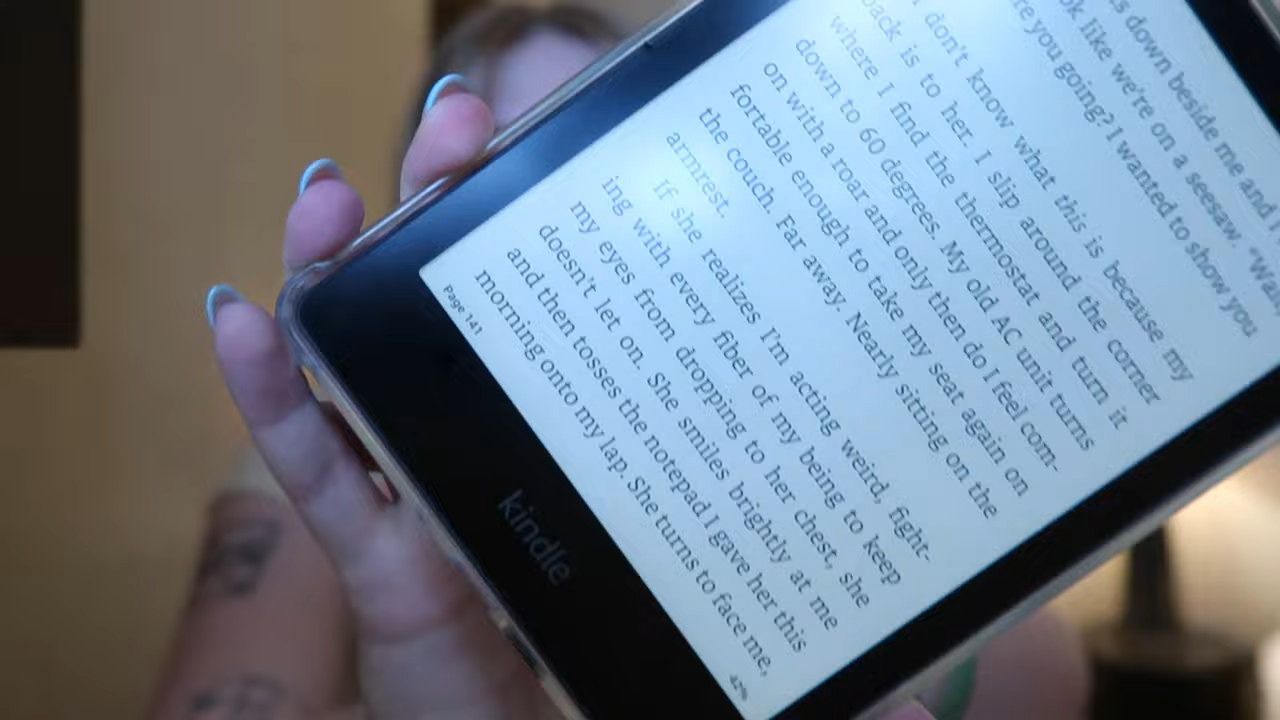 s down beside me and I
ok like we're on a seesaw. "Wai
re you going? I wanted to show you
don't know what this is because my
back is to her. I slip around the corner
where I find the thermostat and turn it
down to 60 degrees. My old AC unit turns
on with a roar and only then do I feel com-
fortable enough to take my seat again on
the couch. Far away. Nearly sitting on the
armrest.
If she realizes I'm acting weird, fight-
ing with every fiber of my being to keep
my eyes from dropping to her chest, she
doesn't let on. She smiles brightly at me
and then tosses the notepad I gave her this
morning onto my lap. She turns to face me,
Page 141
42%
kindle